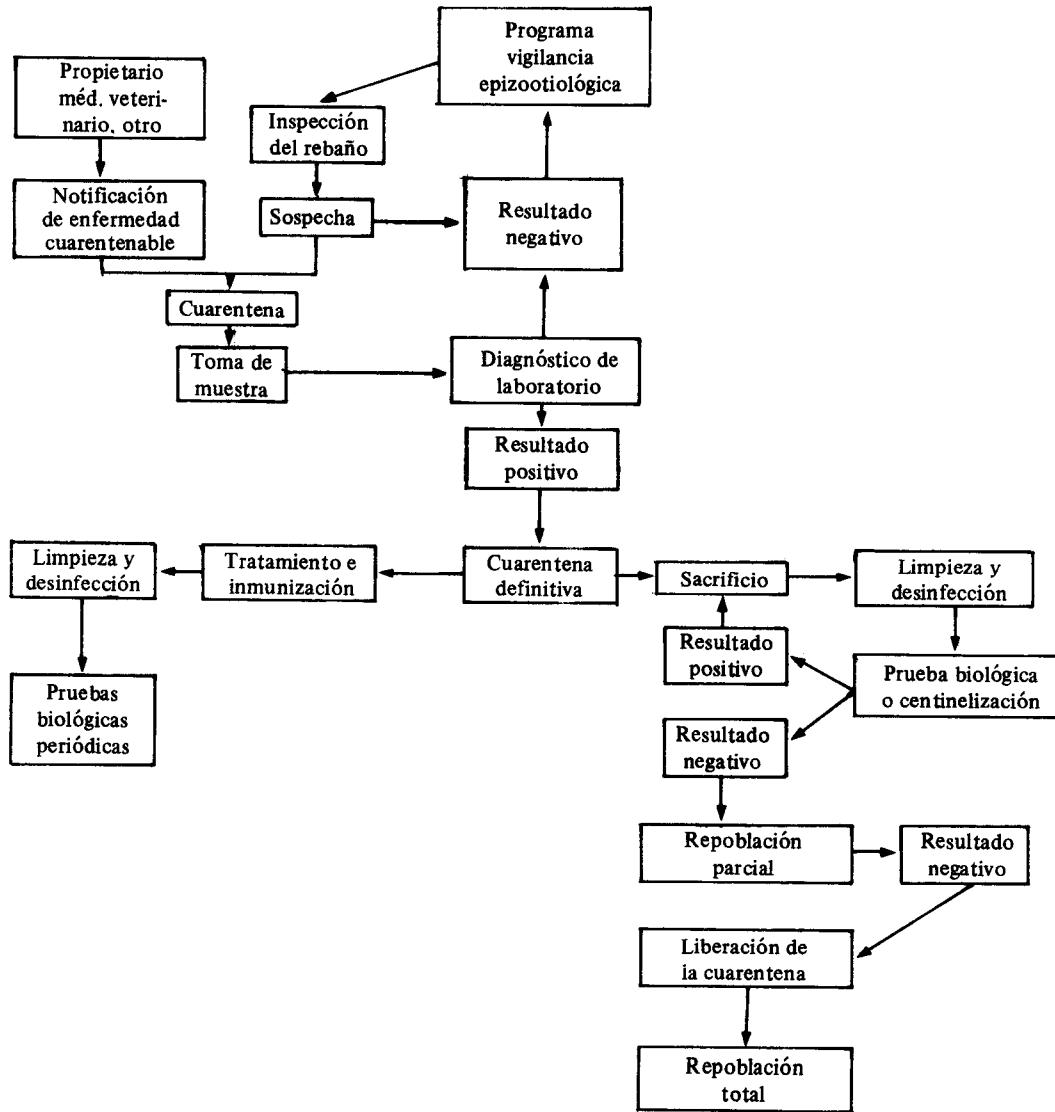 Programa
vigilancia
epizootiológica
Propietario
méd. veteri-
nario, otro
Inspección
del rebaño
Notificación
de enfermedad
cuarentenable
Sospecha
Resultado
negativo
Cuarentena
Toma de
muestra
Diagnóstico de
laboratorio
Resultado
positivo
Limpieza y
desinfección
Tratamiento e
inmunización
Cuarentena
definitiva
Sacrificio
Limpieza y
desinfección
Resultado
positivo
Prueba biológica
o centinelización
Pruebas
biológicas
periódicas
Resultado
negativo
Repoblación
parcial
Resultado
negativo
Liberación de
la cuarentena
Repoblación
total